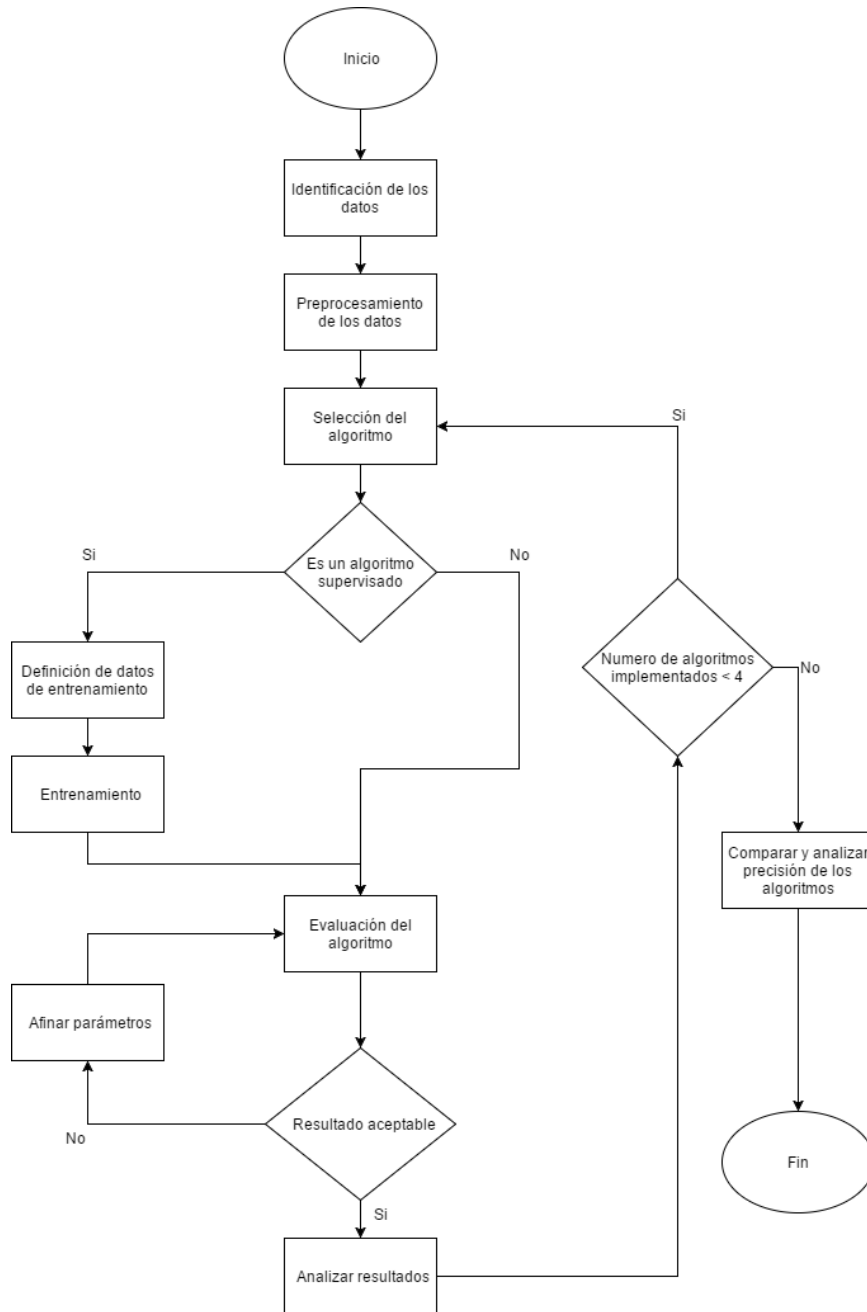 Inicio
Identificación de los
datos
Preprocesamiento
de los datos
Selección del
algoritmo
Si
Es un algoritmo
supervisado
No
Si
Definición de datos
de entrenamiento
Numero de algoritmos
implementados < 4
No
Entrenamiento
Comparar y analizar
precisión de los
algoritmos
Evaluación del
algoritmo
Afinar parámetros
Resultado aceptable
No
Fin
Si
Analizar resultados